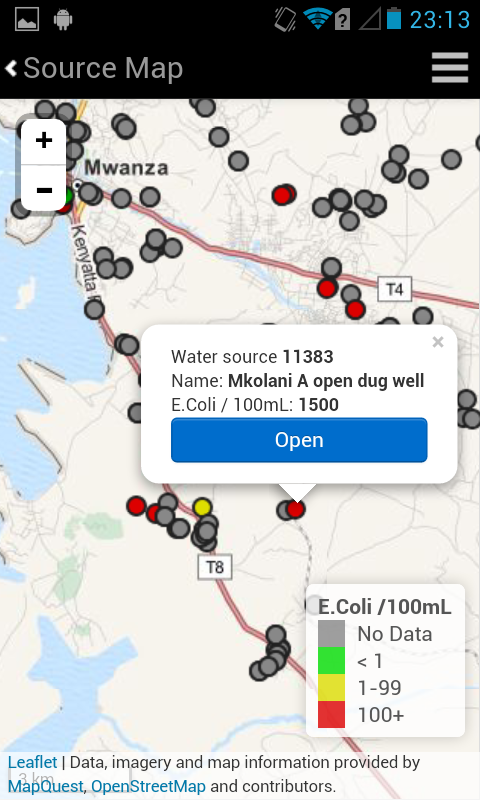 23:13
Source Map
+
−
Mwanza
Kenyatta
T4
×
Water source 11383
Name: Mkolani A open dug well
E.Coli / 100mL: 1500
Open
T8
E.Coli /100mL
No Data
< 1
1-99
100+
Leaflet | Data, imagery and map information provided by
MapQuest, OpenStreetMap and contributors.
3 km